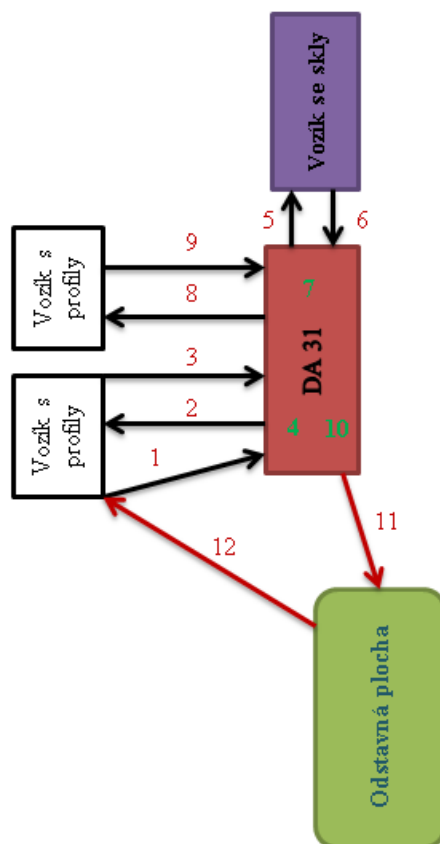 Vozík se skly
5
6
Vozík s
profily
9
8
7
DA 31
Vozík s
profily
3
2
1
4
10
11
12
Odstavná plocha